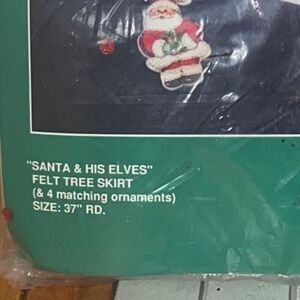 "SANTA & HIS ELVES"
FELT TREE SKIRT
(& 4 matching ornaments)
SIZE: 37" RD.